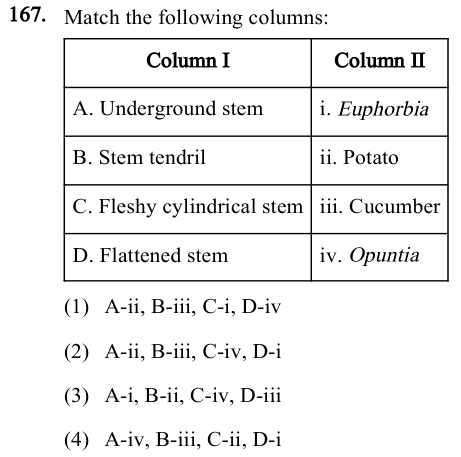 167. Match the following columns:
Column I Column II
A. Underground stem i. Euphorbia
B. Stem tendril ii. Potato
C. Fleshy cylindrical stem iii. Cucumber
D. Flattened stem iv. Opuntia
(1) A-ii, B-iii, C-i, D-iv
(2) A-ii, B-iii, C-iv, D-i
(3) A-i, B-ii, C-iv, D-iii
(4) A-iv, B-iii, C-ii, D-i